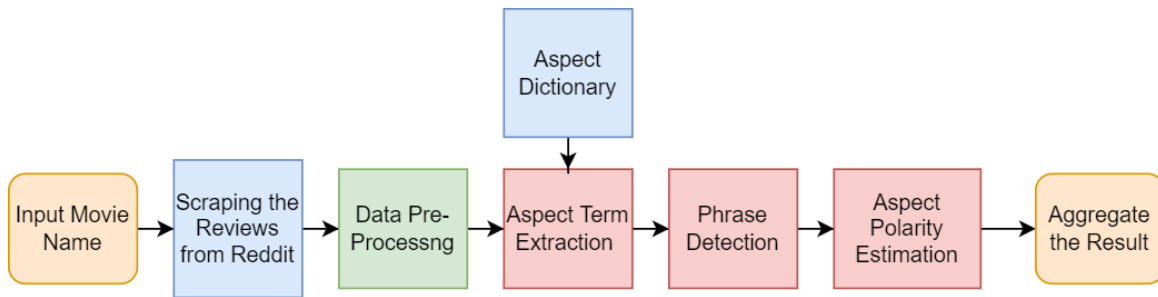 Aspect
Dictionary
Input Movie
Name
Scraping the
Reviews
from Reddit
Data Pre-
Processng
Aspect Term
Extraction
Phrase
Detection
Aspect
Polarity
Estimation
Aggregate
the Result